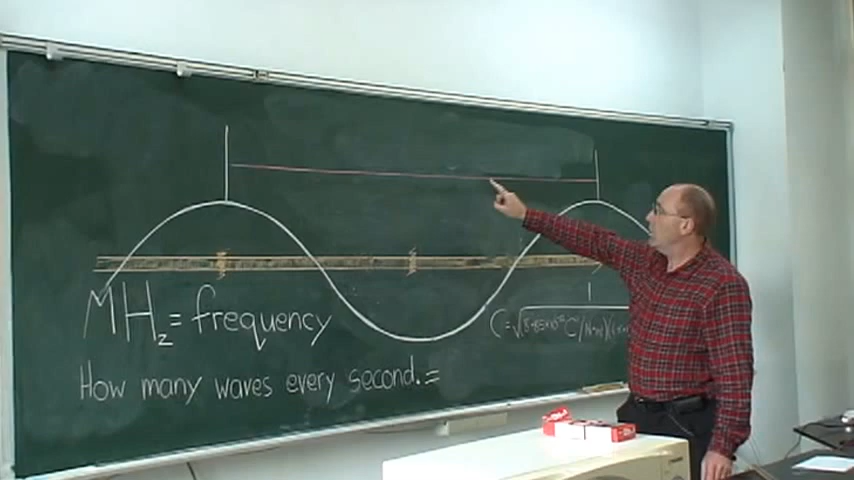 MHz = frequency
How many waves every second. =
C = √